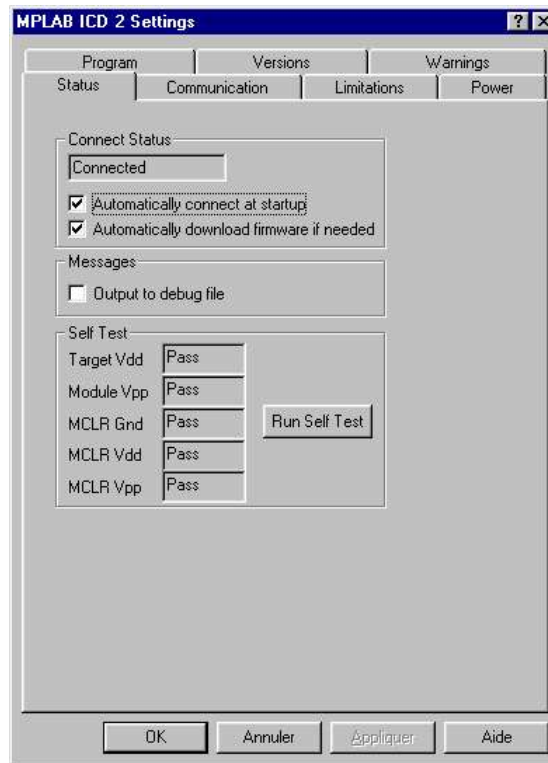 MPLAB ICD 2 Settings
Program Versions Warnings
Status Communication Limitations Power
Connect Status
Connected
Automatically connect at startup
Automatically download firmware if needed
Messages
Output to debug file
Self Test
Target Vdd Pass
Module Vpp Pass
MCLR Gnd Pass Run Self Test
MCLR Vdd Pass
MCLR Vpp Pass
OK Annuler Appliquer Aide